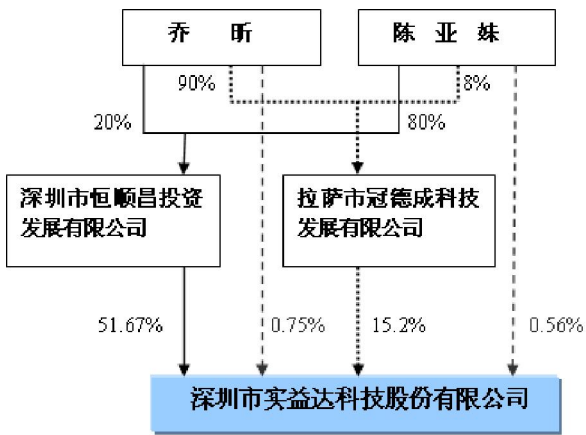 乔 昕
陈 亚 妹
90%
8%
20%
80%
深圳市恒顺昌投资
发展有限公司
拉萨市冠德成科技
发展有限公司
51.67%
0.75%
15.2%
0.56%
深圳市实益达科技股份有限公司